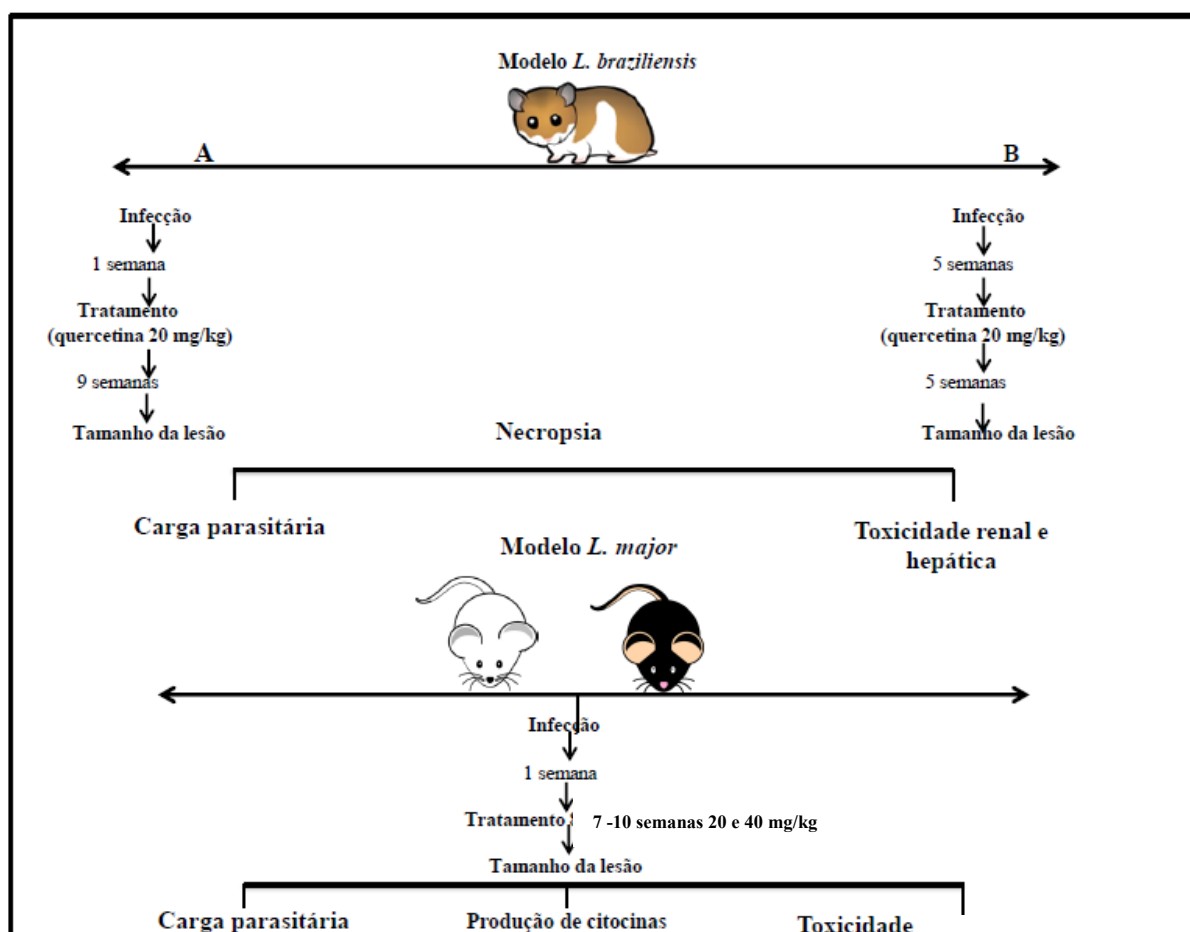 Modelo L. braziliensis
A
B
Infecção
1 semana
Tratamento
(quercetina 20 mg/kg)
9 semanas
Tamanho da lesão
Infecção
5 semanas
Tratamento
(quercetina 20 mg/kg)
5 semanas
Tamanho da lesão
Necropsia
Carga parasitária
Toxicidade renal e
hepática
Modelo L. major
Infecção
1 semana
Tratamento 7 -10 semanas 20 e 40 mg/kg
Tamanho da lesão
Carga parasitária
Produção de citocinas
Toxicidade